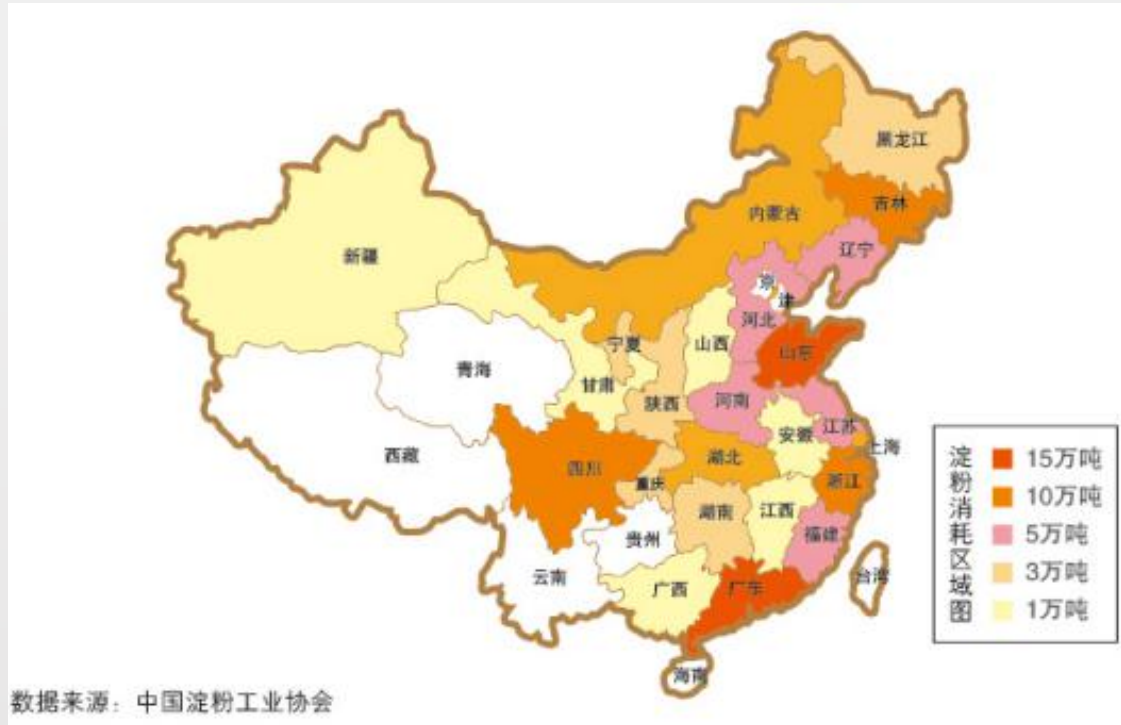 黑龙江
吉林
内蒙古
辽宁
新疆
京
津
河北
宁夏
山西
山东
青海
甘肃
陕西
河南
江苏
安徽
上海
西藏
四川
重庆
湖北
浙江
湖南
江西
福建
贵州
云南
广西
广东
台湾
海南
淀粉消耗区域图
15万吨
10万吨
5万吨
3万吨
1万吨
数据来源：中国淀粉工业协会